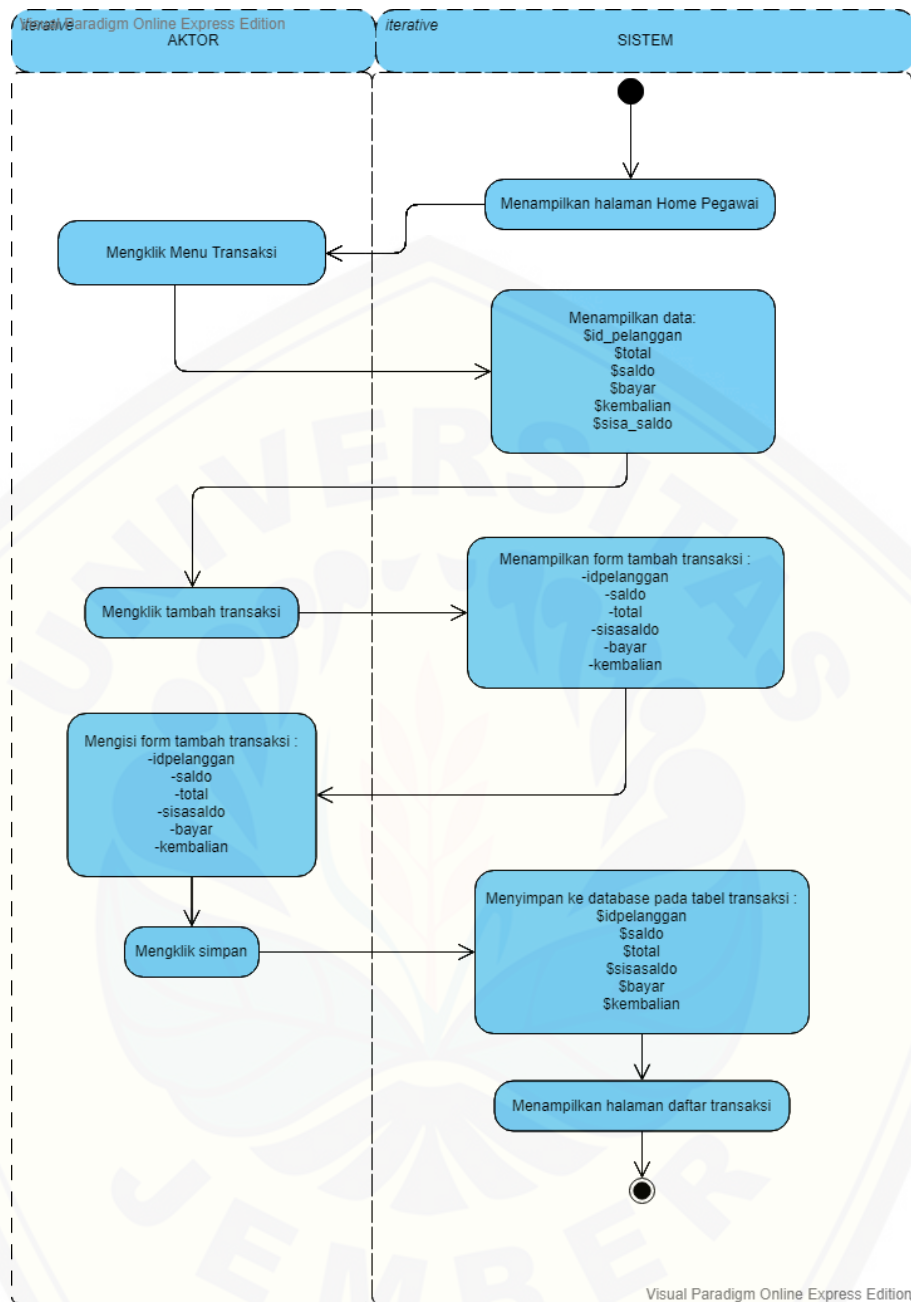 iterative
Visual Paradigm Online Express Edition
AKTOR
iterative
SISTEM
Menampilkan halaman Home Pegawai
Mengklik Menu Transaksi
Menampilkan data:
$id_pelanggan
$total
$saldo
$bayar
$kembalian
$sisa_saldo
Mengklik tambah transaksi
Menampilkan form tambah transaksi :
-idpelanggan
-saldo
-total
-sisasaldo
-bayar
-kembalian
Mengisi form tambah transaksi :
-idpelanggan
-saldo
-total
-sisasaldo
-bayar
-kembalian
Mengklik simpan
Menyimpan ke database pada tabel transaksi :
$idpelanggan
$saldo
$total
$sisasaldo
$bayar
$kembalian
Menampilkan halaman daftar transaksi
UNIVERSITAS
JEMBER
Visual Paradigm Online Express Edition